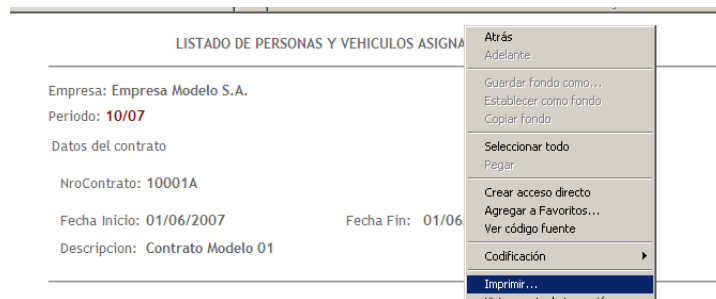 LISTADO DE PERSONAS Y VEHICULOS
Empresa: Empresa Modelo S.A.
Periodo: 10/07
Datos del contrato
NroContrato: 10001A
Fecha Inicio: 01/06/2007 Fecha Fin: 01/06
Descripcion: Contrato Modelo 01
Atrás
Adelante
Guardar fondo como...
Establecer como fondo
Copiar fondo
Seleccionar todo
Pegar
Crear acceso directo
Agregar a Favoritos...
Ver código fuente
Codificación
Imprimir...